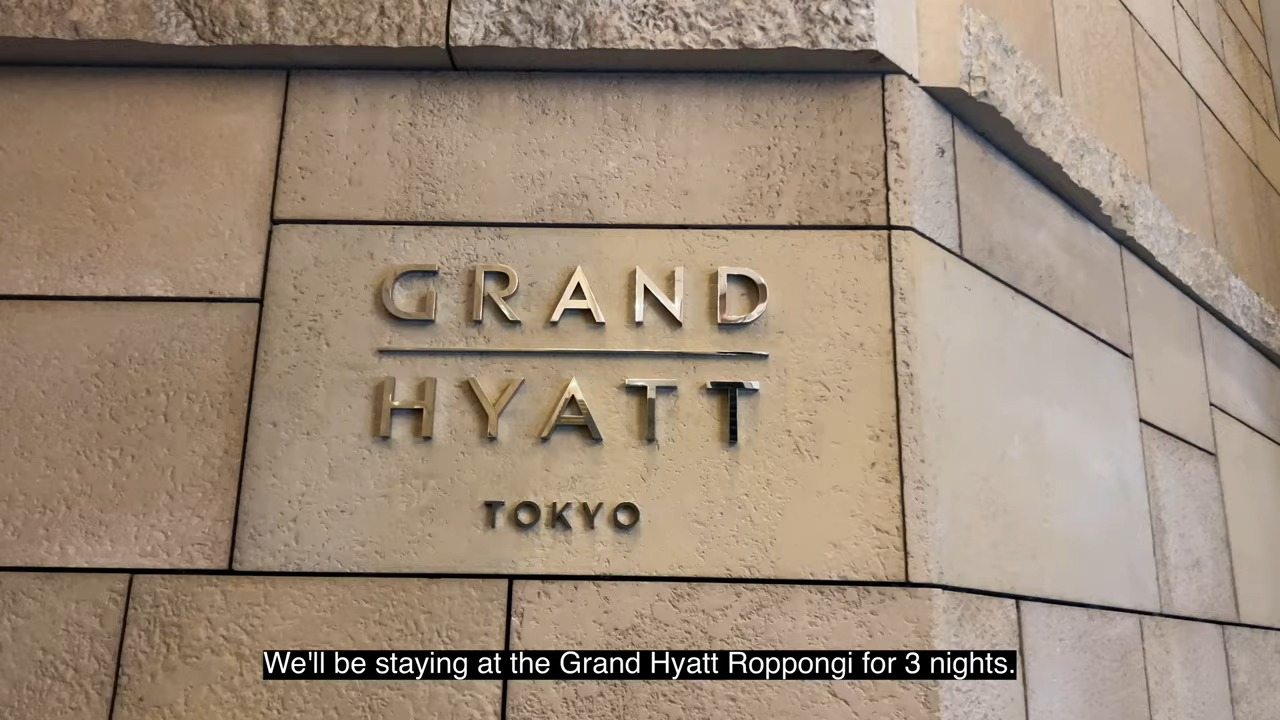 GRAND
HYATT
TOKYO
We'll be staying at the Grand Hyatt Roppongi for 3 nights.